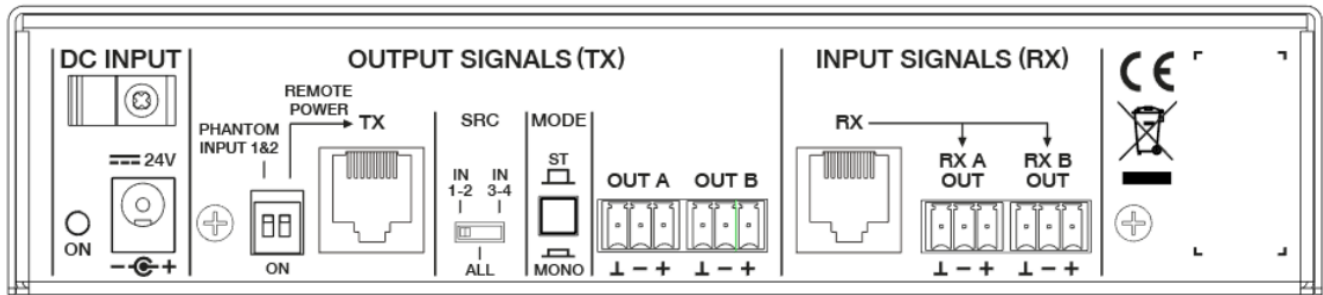 DC INPUT
24V
ON
- +
OUTPUT SIGNALS (TX)
REMOTE
POWER
TX
PHANTOM
INPUT 1&2
ON
SRC
IN
1-2
IN
3-4
ALL
MODE
ST
MONO
OUT A
OUT B
⊥ - +
⊥ - +
INPUT SIGNALS (RX)
RX
RX A
OUT
RX B
OUT
⊥ - +
⊥ - +
CE